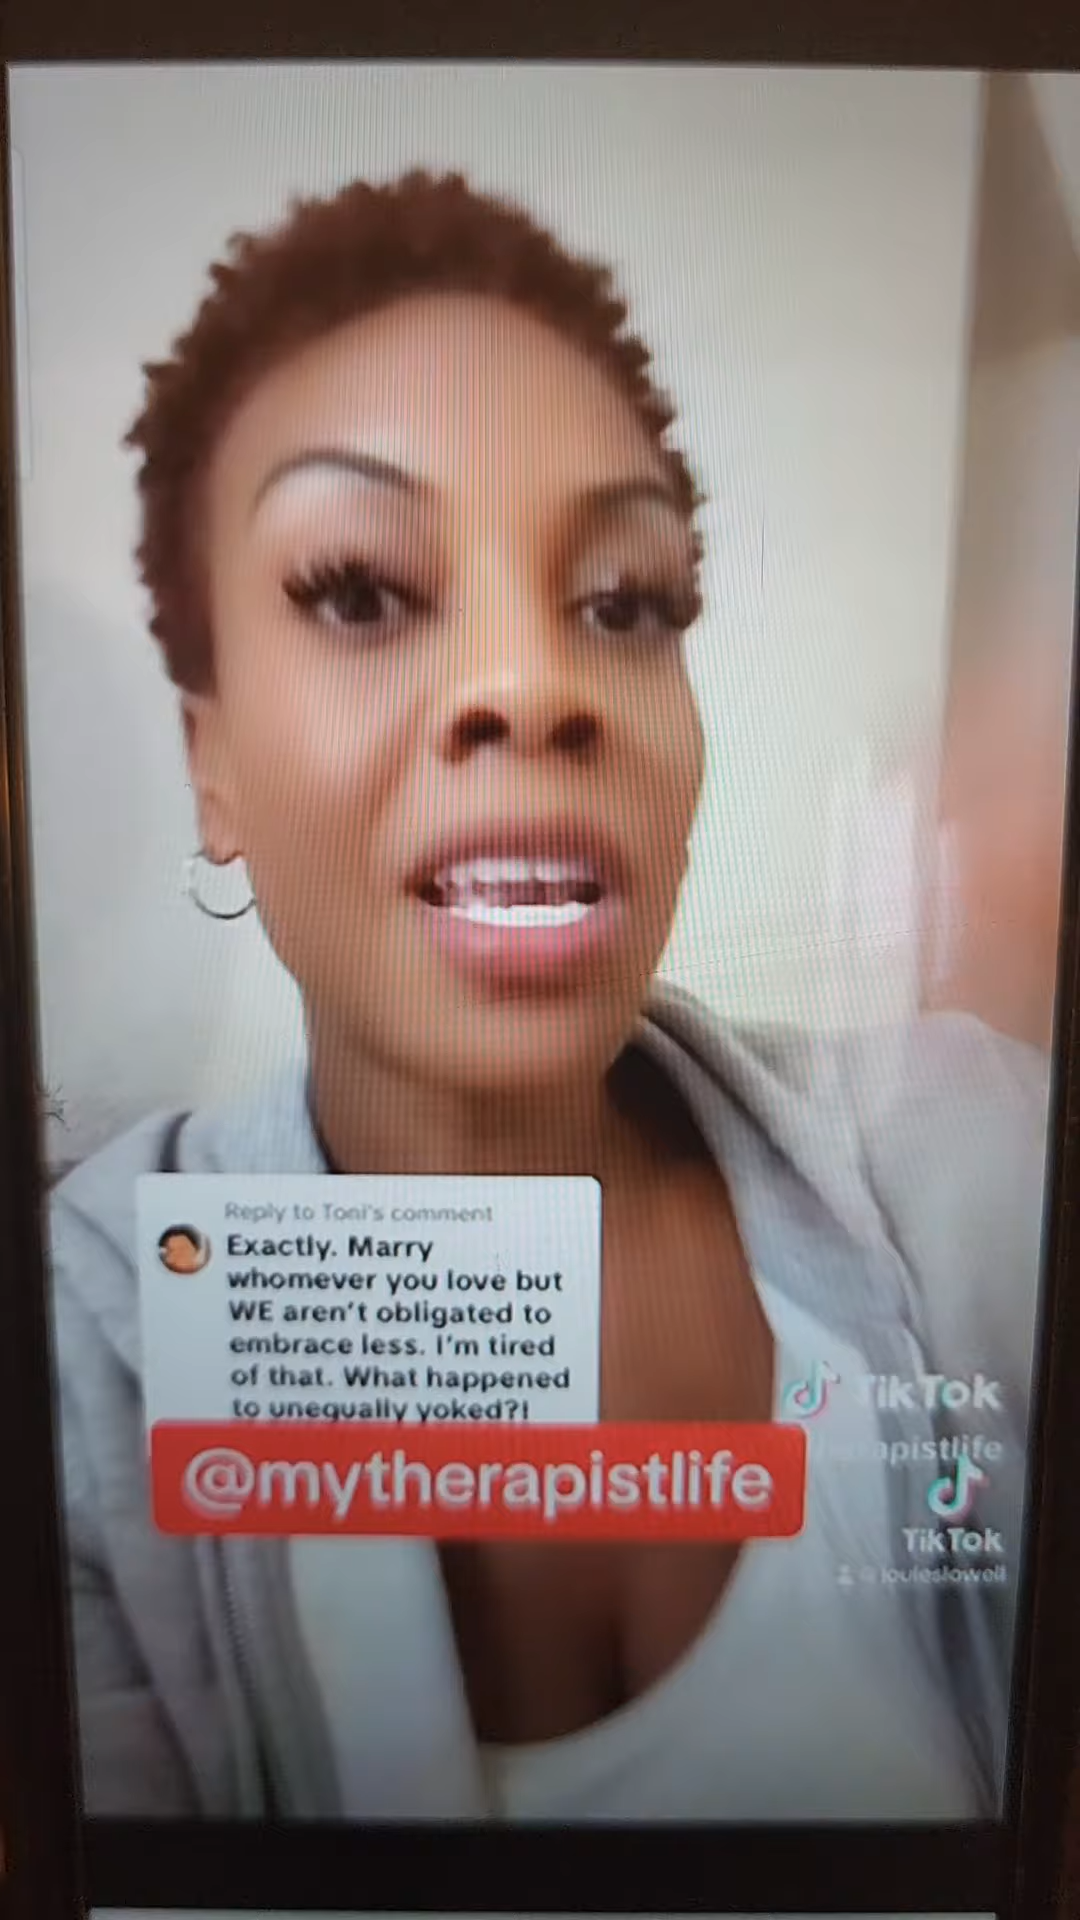 Reply to Toni's comment
Exactly. Marry
whomever you love but
WE aren't obligated to
embrace less. I'm tired
of that. What happened
to unequally yoked?!
@mytherapistlife
TikTok
TikTok